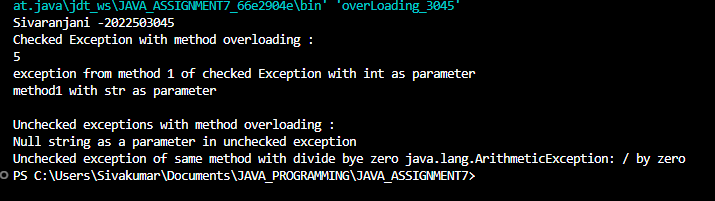 at.java\jdt_ws\JAVA_ASSIGNMENT7_66e2904e\bin' 'overLoading_3045'
Sivaranjani -2022503045
Checked Exception with method overloading :
5
exception from method 1 of checked Exception with int as parameter
method1 with str as parameter

Unchecked exceptions with method overloading :
Null string as a parameter in unchecked exception
Unchecked exception of same method with divide bye zero java.lang.ArithmeticException: / by zero
PS C:\Users\Sivakumar\Documents\JAVA_PROGRAMMING\JAVA_ASSIGNMENT7>